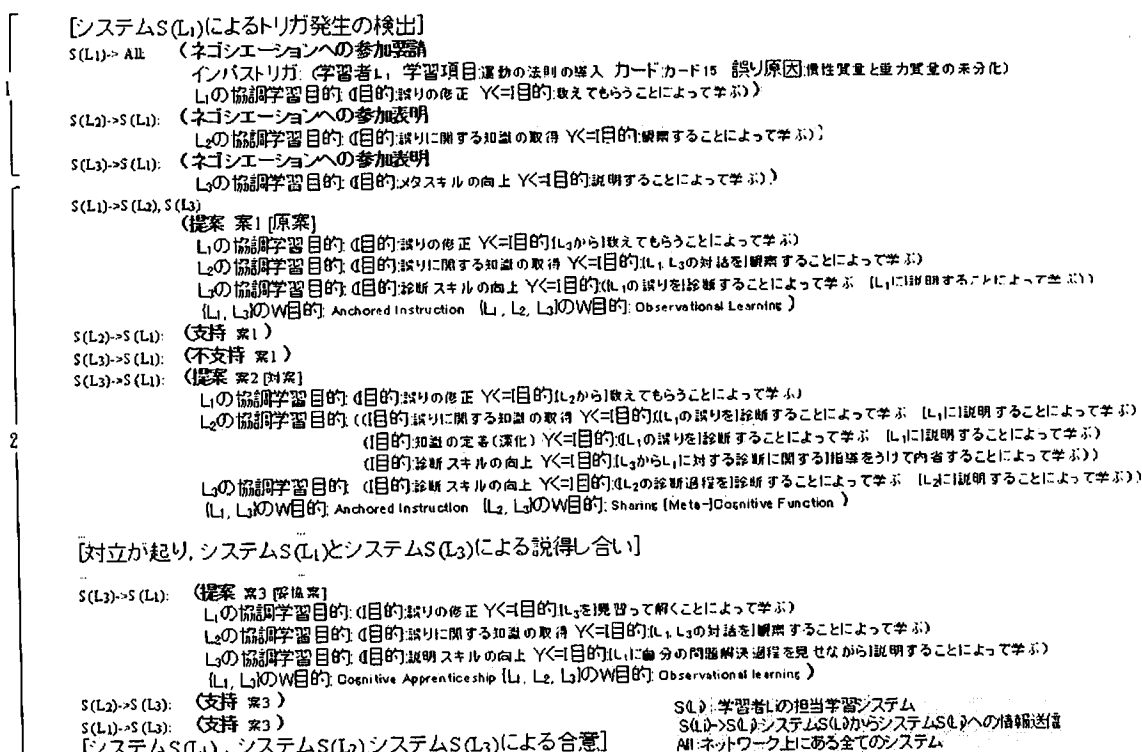 [システムS(L1)によるトリガ発生の検出]
S(L1)-> All: (ネゴシエーションへの参加要請
インパストリガ: (学習者L1 学習項目:運動の法則の導入 カード:カード15 誤り原因:慣性質量と重力質量の未分化)
1
L1の協調学習目的: (I目的:誤りの修正 Y<=I目的:教えてもらうことによって学ぶ))
S(L2)->S(L1): (ネゴシエーションへの参加表明
L2の協調学習目的: (I目的:誤りに関する知識の取得 Y<=I目的:観察することによって学ぶ))
S(L3)->S(L1): (ネゴシエーションへの参加表明
L3の協調学習目的: (I目的:メタスキルの向上 Y<=I目的:説明することによって学ぶ))
S(L1)->S(L2), S(L3)
(提案 案1 [原案]
L1の協調学習目的: (I目的:誤りの修正 Y<=I目的:[L3から]教えてもらうことによって学ぶ)
L2の協調学習目的: (I目的:誤りに関する知識の取得 Y<=I目的:[L1, L3の対話を]観察することによって学ぶ)
L3の協調学習目的: (I目的:診断スキルの向上 Y<=I目的:([L1の誤りを]診断することによって学ぶ [L1に]説明することによって学ぶ))
{L1, L3}のW目的: Anchored Instruction {L1, L2, L3}のW目的: Observational Learning )
S(L2)->S(L1): (支持 案1)
S(L3)->S(L1): (不支持 案1)
S(L3)->S(L1): (提案 案2 [対案]
L1の協調学習目的: (I目的:誤りの修正 Y<=I目的:[L2から]教えてもらうことによって学ぶ)
L2の協調学習目的: ((I目的:誤りに関する知識の取得 Y<=I目的:([L1の誤りを]診断することによって学ぶ [L1に]説明することによって学ぶ)
2
(I目的:知識の定着(深化) Y<=I目的:([L1の誤りを]診断することによって学ぶ [L1に]説明することによって学ぶ)
(I目的:診断スキルの向上 Y<=I目的:[L3からL1に対する診断に関する]指導をうけて内省することによって学ぶ))
L3の協調学習目的: (I目的:診断スキルの向上 Y<=I目的:([L2の診断過程を]診断することによって学ぶ [L2に]説明することによって学ぶ))
{L1, L3}のW目的: Anchored Instruction {L2, L3}のW目的: Sharing [Meta-]Cognitive Function )
...
[対立が起り, システムS(L1)とシステムS(L3)による説得し合い]
...
S(L3)->S(L1): (提案 案3 [妥協案]
L1の協調学習目的: (I目的:誤りの修正 Y<=I目的:[L3を]見習って解くことによって学ぶ)
L2の協調学習目的: (I目的:誤りに関する知識の取得 Y<=I目的:[L1, L3の対話を]観察することによって学ぶ)
L3の協調学習目的: (I目的:説明スキルの向上 Y<=I目的:[L1に自分の問題解決過程を見せながら]説明することによって学ぶ)
{L1, L3}のW目的: Cognitive Apprenticeship {L1, L2, L3}のW目的: Observational learning )
S(L2)->S(L3): (支持 案3)
S(Li): 学習者Liの担当学習システム
S(L1)->S(L3): (支持 案3)
S(Li)->S(Lj):システムS(Li)からシステムS(Lj)への情報送信
[システムS(L1), システムS(L2) システムS(L3)による合意]
All:ネットワーク上にある全てのシステム